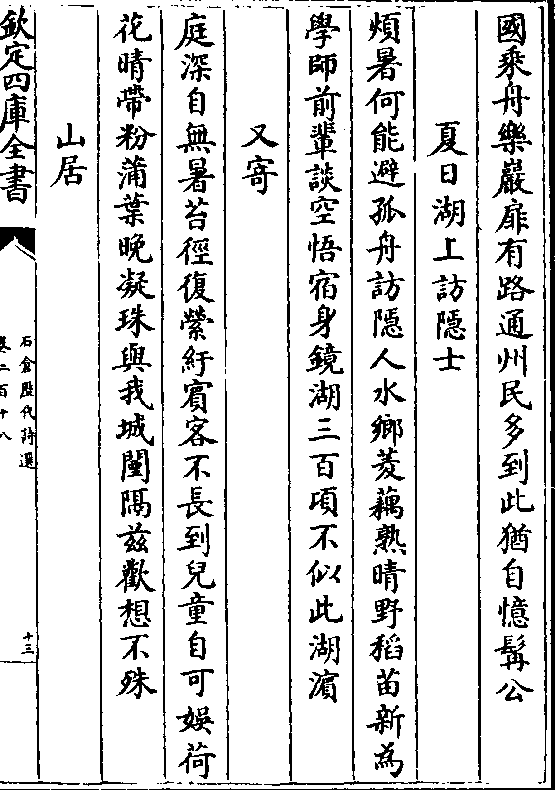 國乘舟樂巖扉有路通州民多到此猶自憶髯公
夏日湖上訪隱士
煩暑何能避孤舟訪隱人水鄉菱藕熟晴野稻苗新為
學師前輩談空悟宿身鏡湖三百頃不似此湖濵
又寄
庭深自無暑苔徑復縈紆賓客不長到兒童自可娛荷
花晴帶粉蒲葉晚凝珠與我城闉隔兹歡想不殊
山居
欽定四庫全書
石倉歷代詩選
卷二百十八
十三